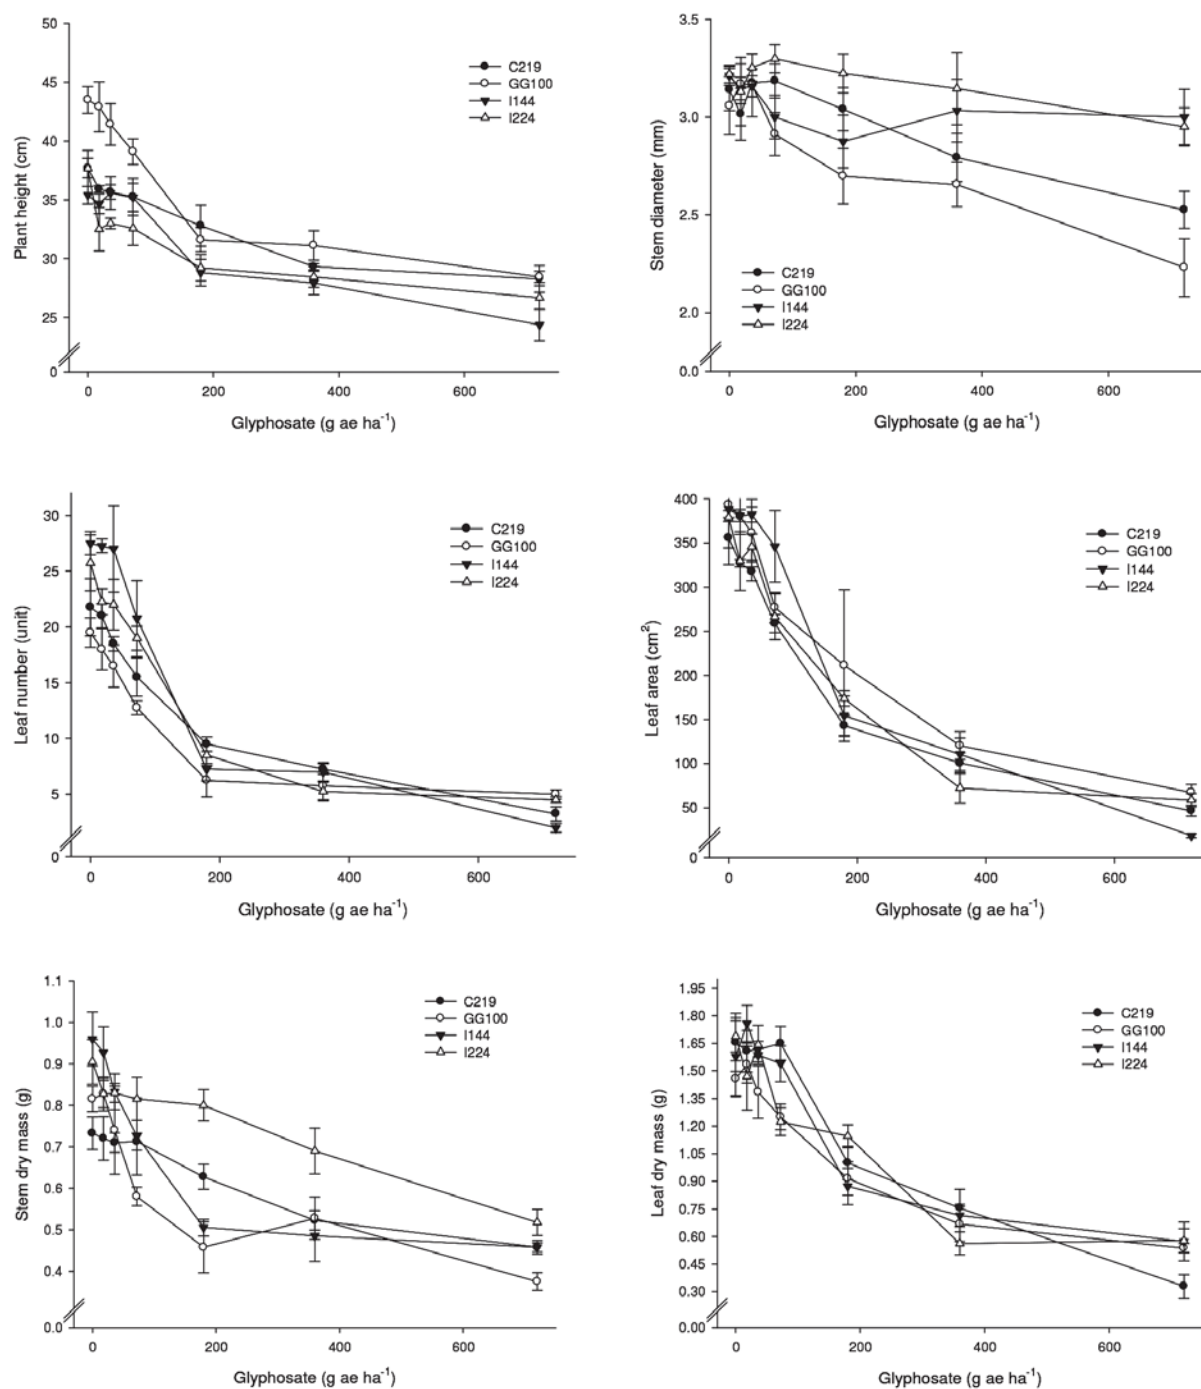 50
45
40
35
30
25
0
Plant height (cm)
C219
GG100
I144
I224
0 200 400 600
Glyphosate (g ae ha⁻¹)
3.5
3.0
2.5
2.0
0.0
Stem diameter (mm)
C219
GG100
I144
I224
0 200 400 600
Glyphosate (g ae ha⁻¹)
30
25
20
15
10
5
0
Leaf number (unit)
C219
GG100
I144
I224
0 200 400 600
Glyphosate (g ae ha⁻¹)
400
350
300
250
200
150
100
50
0
Leaf area (cm²)
C219
GG100
I144
I224
0 200 400 600
Glyphosate (g ae ha⁻¹)
1.1
1.0
0.9
0.8
0.7
0.6
0.5
0.4
0.0
Stem dry mass (g)
C219
GG100
I144
I224
0 200 400 600
Glyphosate (g ae ha⁻¹)
1.95
1.80
1.65
1.50
1.35
1.20
1.05
0.90
0.75
0.60
0.45
0.30
0.00
Leaf dry mass (g)
C219
GG100
I144
I224
0 200 400 600
Glyphosate (g ae ha⁻¹)